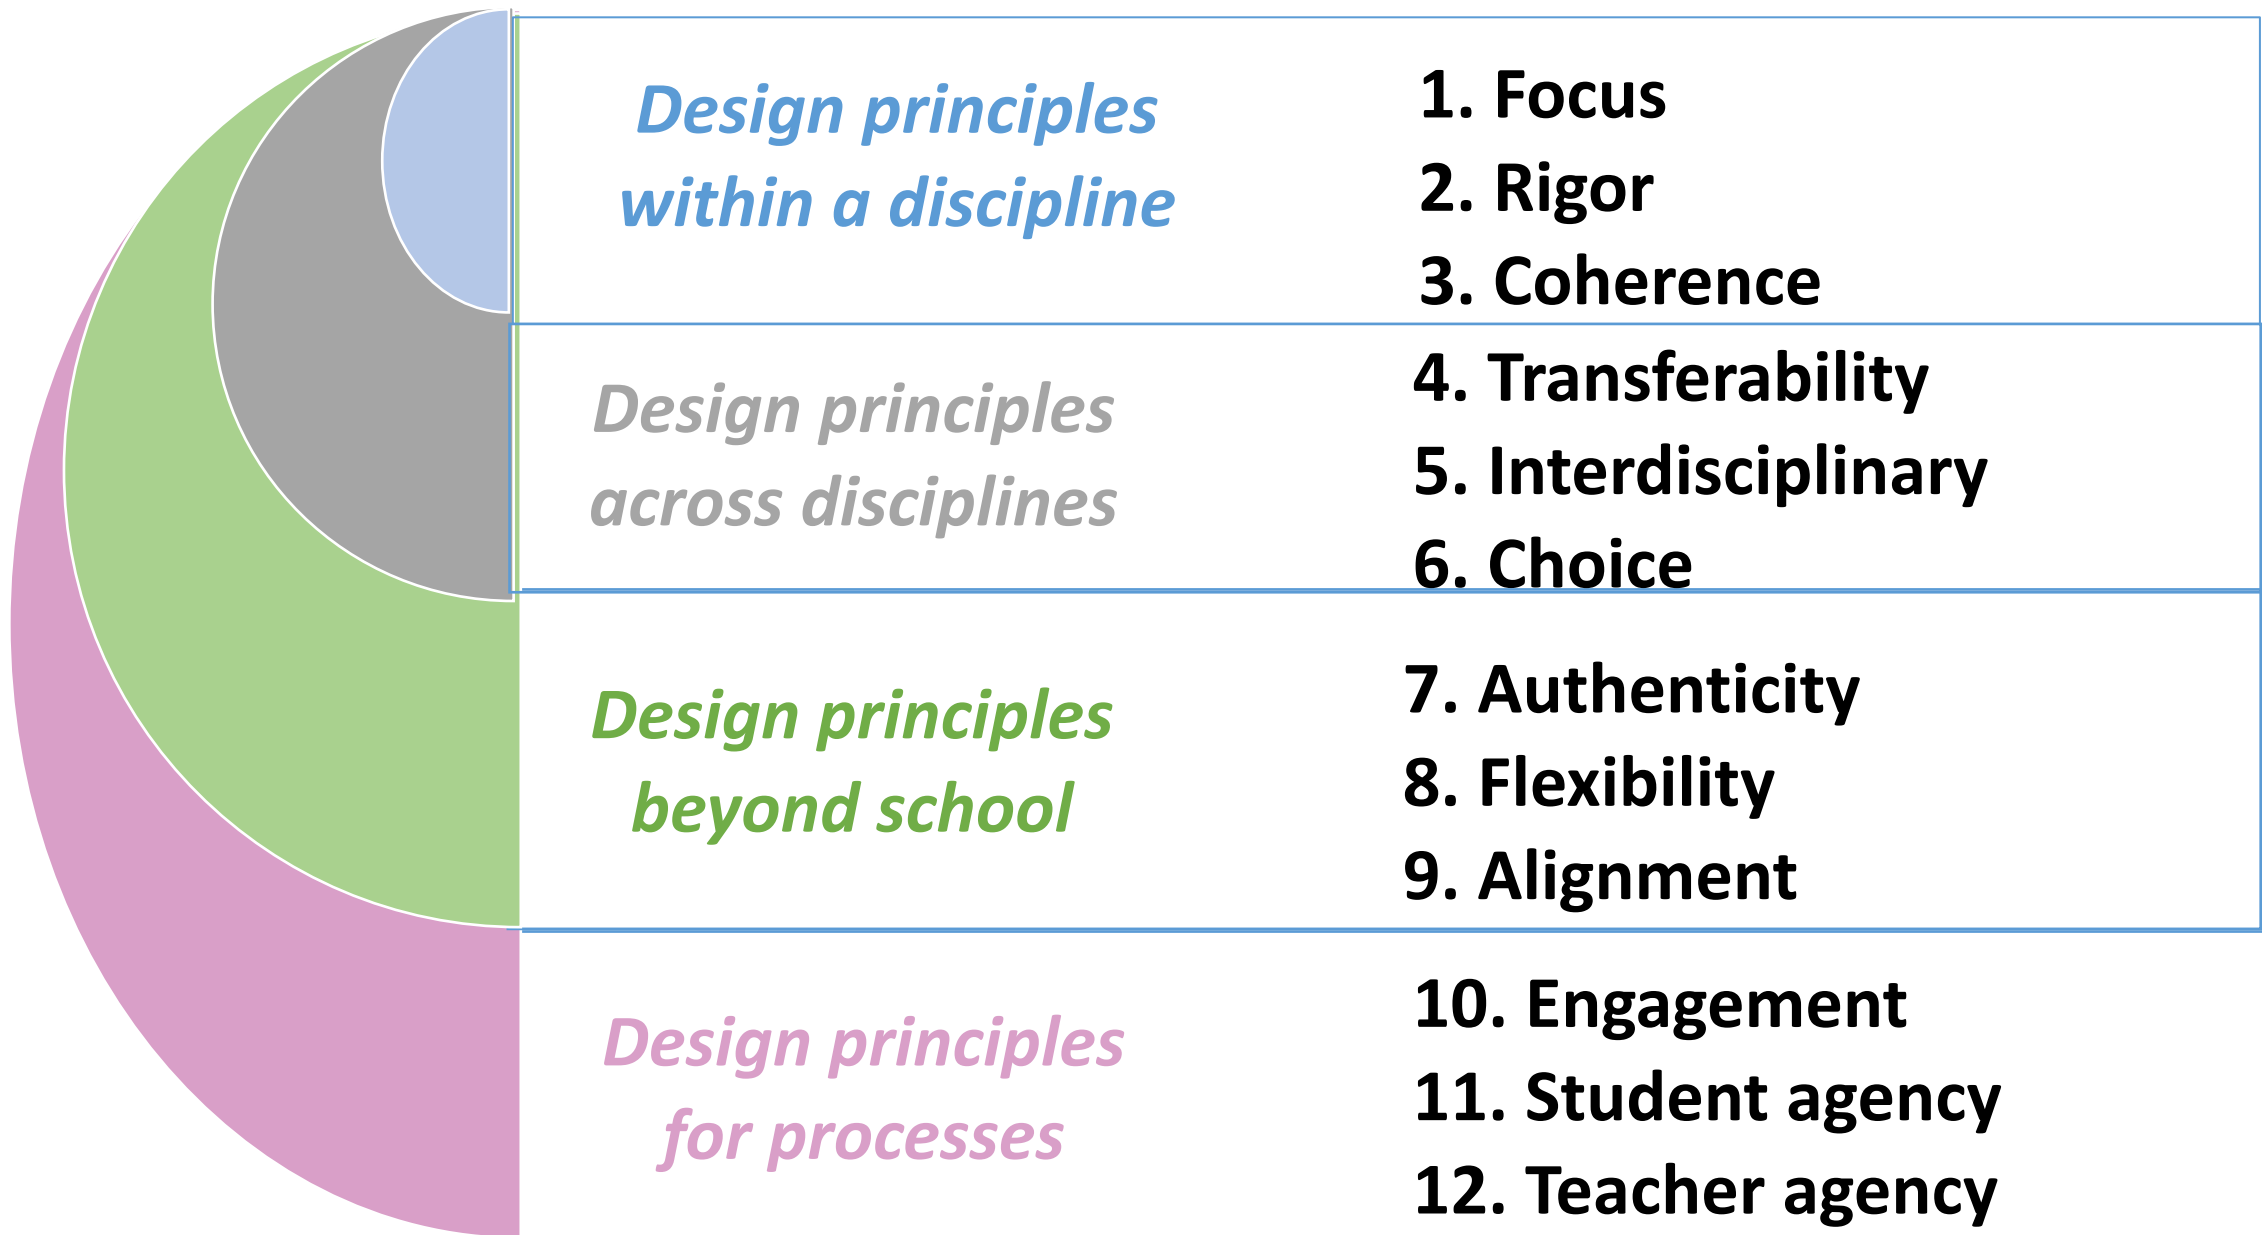 Design principles
within a discipline
1. Focus
2. Rigor
3. Coherence
Design principles
across disciplines
4. Transferability
5. Interdisciplinary
6. Choice
Design principles
beyond school
7. Authenticity
8. Flexibility
9. Alignment
Design principles
for processes
10. Engagement
11. Student agency
12. Teacher agency